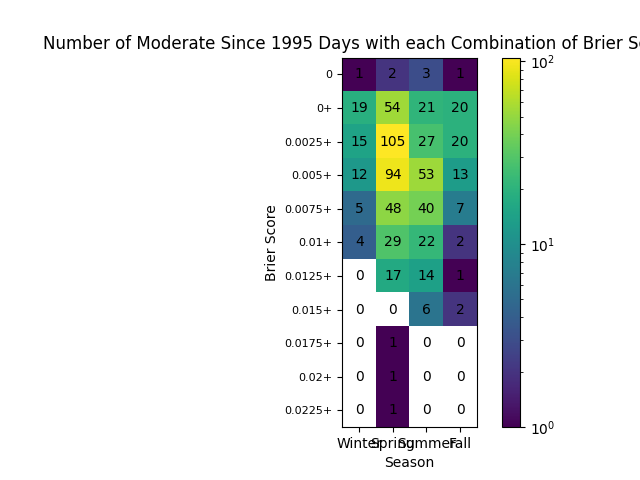 Number of Moderate Since 1995 Days with each Combination of Brier S
0 1 2 3 1
0+ 19 54 21 20
0.0025+ 15 105 27 20
0.005+ 12 94 53 13
0.0075+ 5 48 40 7
0.01+ 4 29 22 2
0.0125+ 0 17 14 1
0.015+ 0 0 6 2
0.0175+ 0 1 0 0
0.02+ 0 1 0 0
0.0225+ 0 1 0 0
Winter Spring Summer Fall
Season
Brier Score
10²
10¹
10⁰